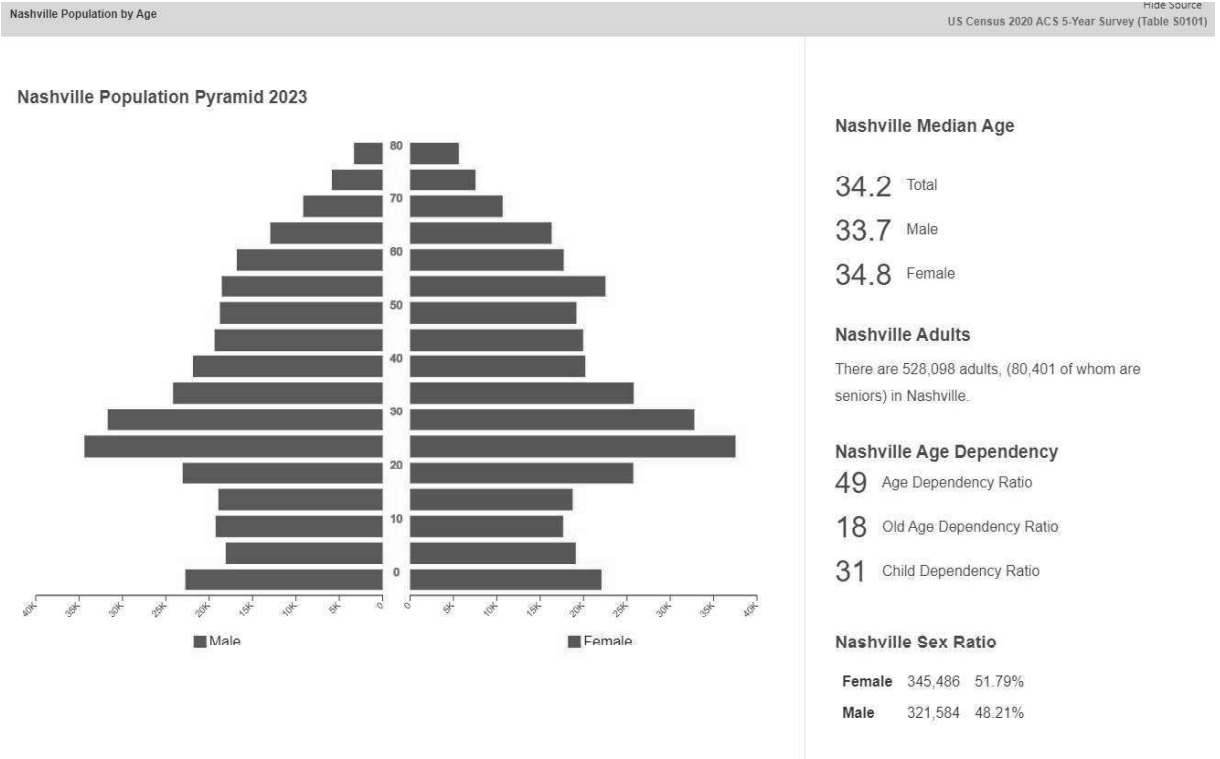 Nashville Population by Age
Hide Source
US Census 2020 ACS 5-Year Survey (Table S0101)
Nashville Population Pyramid 2023
80
70
60
50
40
30
20
10
0
40K 35K 30K 25K 20K 15K 10K 5K 0 0 5K 10K 15K 20K 25K 30K 35K 40K
Male Female
Nashville Median Age
34.2 Total
33.7 Male
34.8 Female
Nashville Adults
There are 528,098 adults, (80,401 of whom are
seniors) in Nashville.
Nashville Age Dependency
49 Age Dependency Ratio
18 Old Age Dependency Ratio
31 Child Dependency Ratio
Nashville Sex Ratio
Female 345,486 51.79%
Male 321,584 48.21%